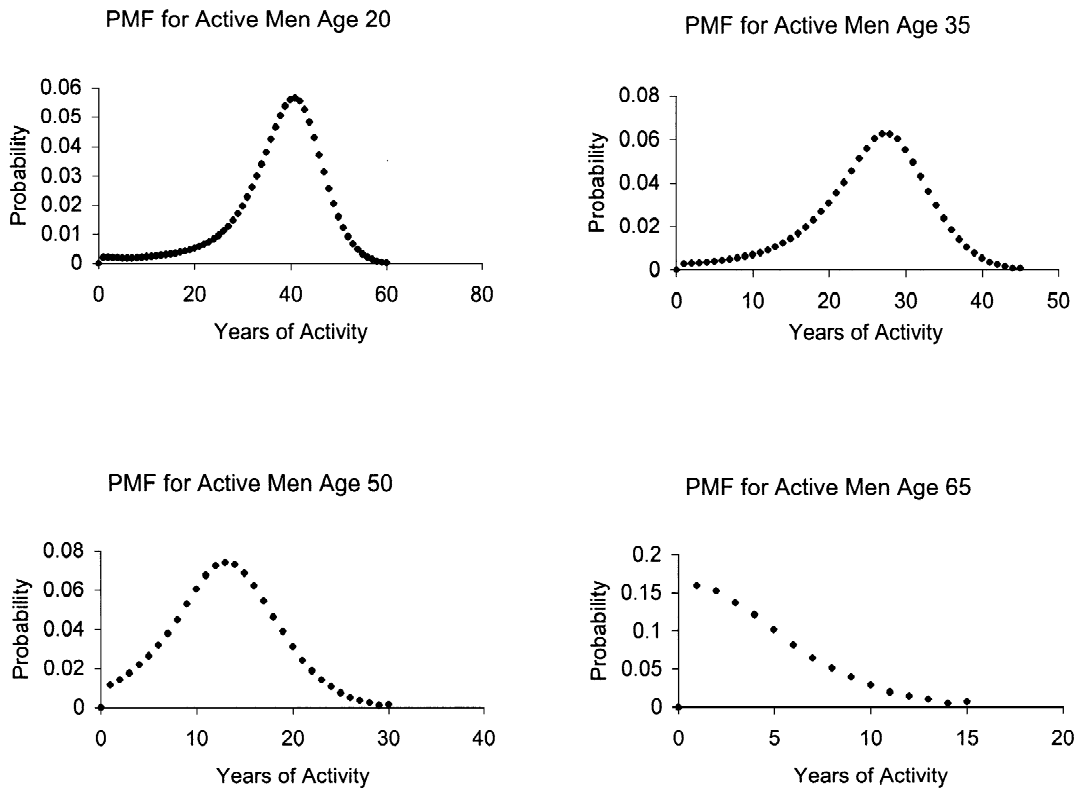 PMF for Active Men Age 20
0.06
0.05
0.04
0.03
0.02
0.01
0
Probability
0 20 40 60 80
Years of Activity
PMF for Active Men Age 35
0.08
0.06
0.04
0.02
0
Probability
0 10 20 30 40 50
Years of Activity
PMF for Active Men Age 50
0.08
0.06
0.04
0.02
0
Probability
0 10 20 30 40
Years of Activity
PMF for Active Men Age 65
0.2
0.15
0.1
0.05
0
Probability
0 5 10 15 20
Years of Activity